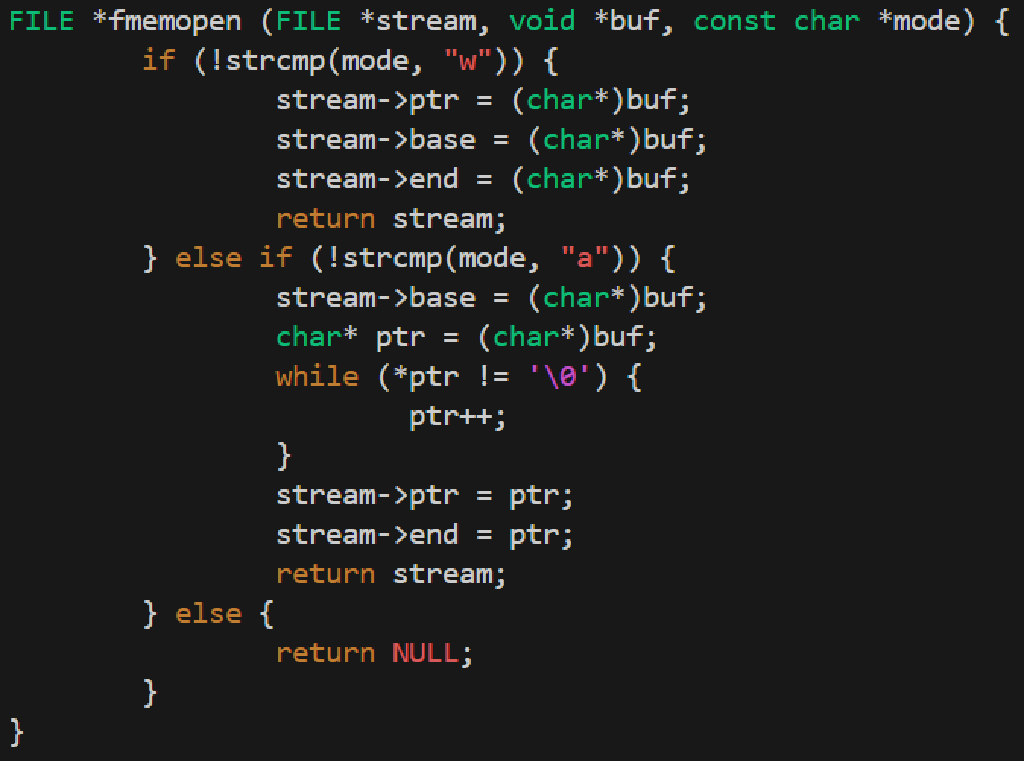 FILE *fmemopen (FILE *stream, void *buf, const char *mode) {
        if (!strcmp(mode, "w")) {
                stream->ptr = (char*)buf;
                stream->base = (char*)buf;
                stream->end = (char*)buf;
                return stream;
        } else if (!strcmp(mode, "a")) {
                stream->base = (char*)buf;
                char* ptr = (char*)buf;
                while (*ptr != '\0') {
                        ptr++;
                }
                stream->ptr = ptr;
                stream->end = ptr;
                return stream;
        } else {
                return NULL;
        }
}